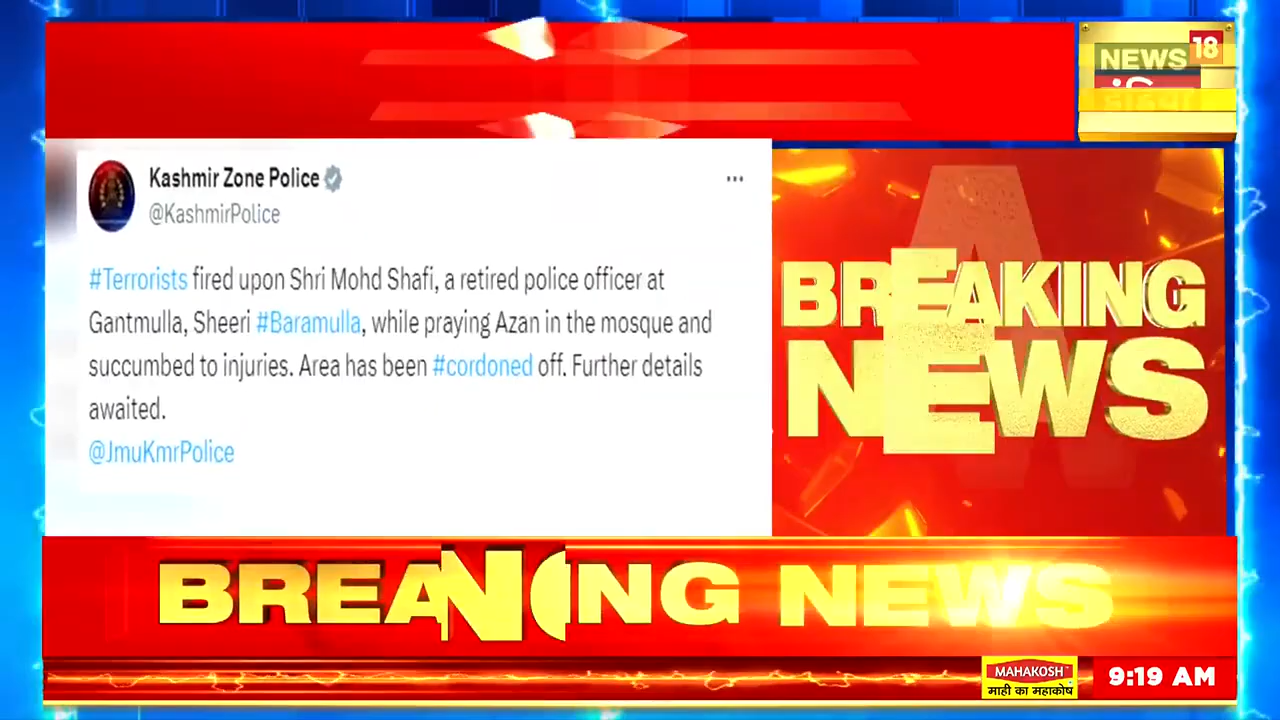 NEWS 18
Kashmir Zone Police
@KashmirPolice
#Terrorists fired upon Shri Mohd Shafi, a retired police officer at
Gantmulla, Sheeri #Baramulla, while praying Azan in the mosque and
succumbed to injuries. Area has been #cordoned off. Further details
awaited.
@JmuKmrPolice
BREAKING
NEWS
NEWS
MAHAKOSH
माही का महाकोष
9:19 AM